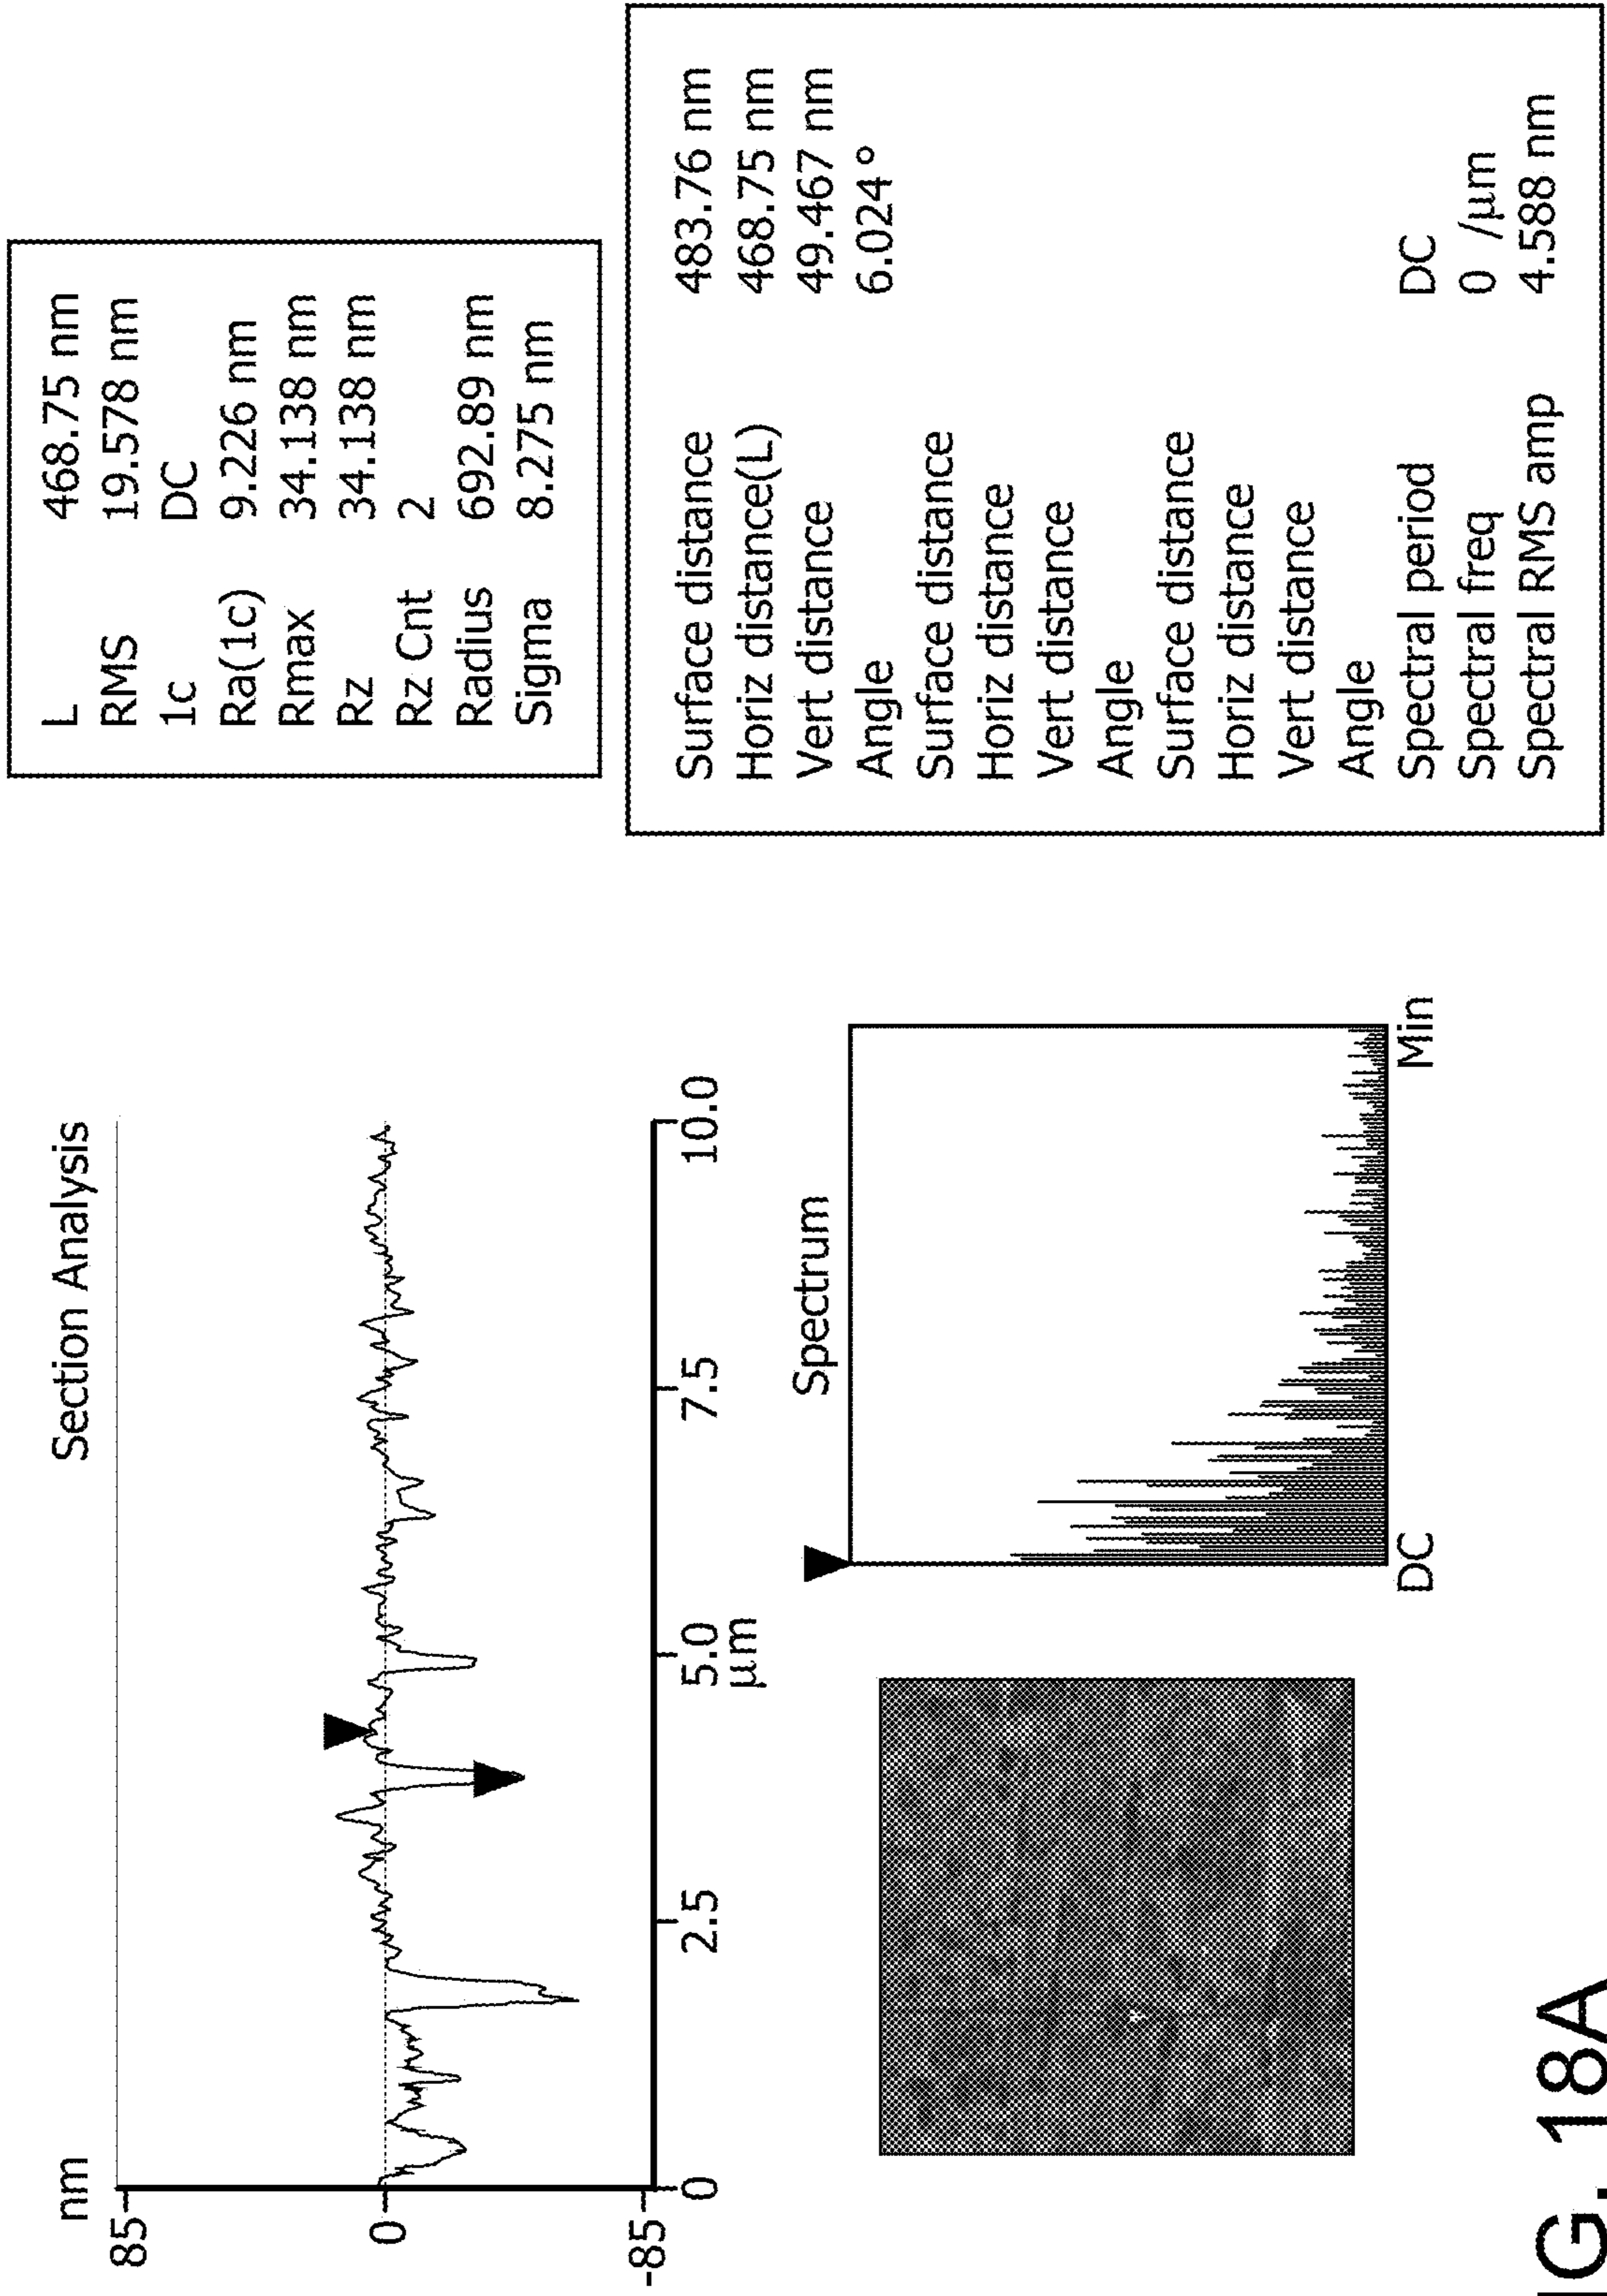 Section Analysis
nm
85
0
-85
0
2.5
5.0
7.5
10.0
µm
Spectrum
DC
Min
L 468.75 nm
RMS 19.578 nm
1c DC
Ra(1c) 9.226 nm
Rmax 34.138 nm
Rz 34.138 nm
Rz Cnt 2
Radius 692.89 nm
Sigma 8.275 nm
Surface distance 483.76 nm
Horiz distance(L) 468.75 nm
Vert distance 49.467 nm
Angle 6.024°
Surface distance
Horiz distance
Vert distance
Angle
Surface distance
Horiz distance
Vert distance
Angle
Spectral period DC
Spectral freq 0 /µm
Spectral RMS amp 4.588 nm
G. 18A